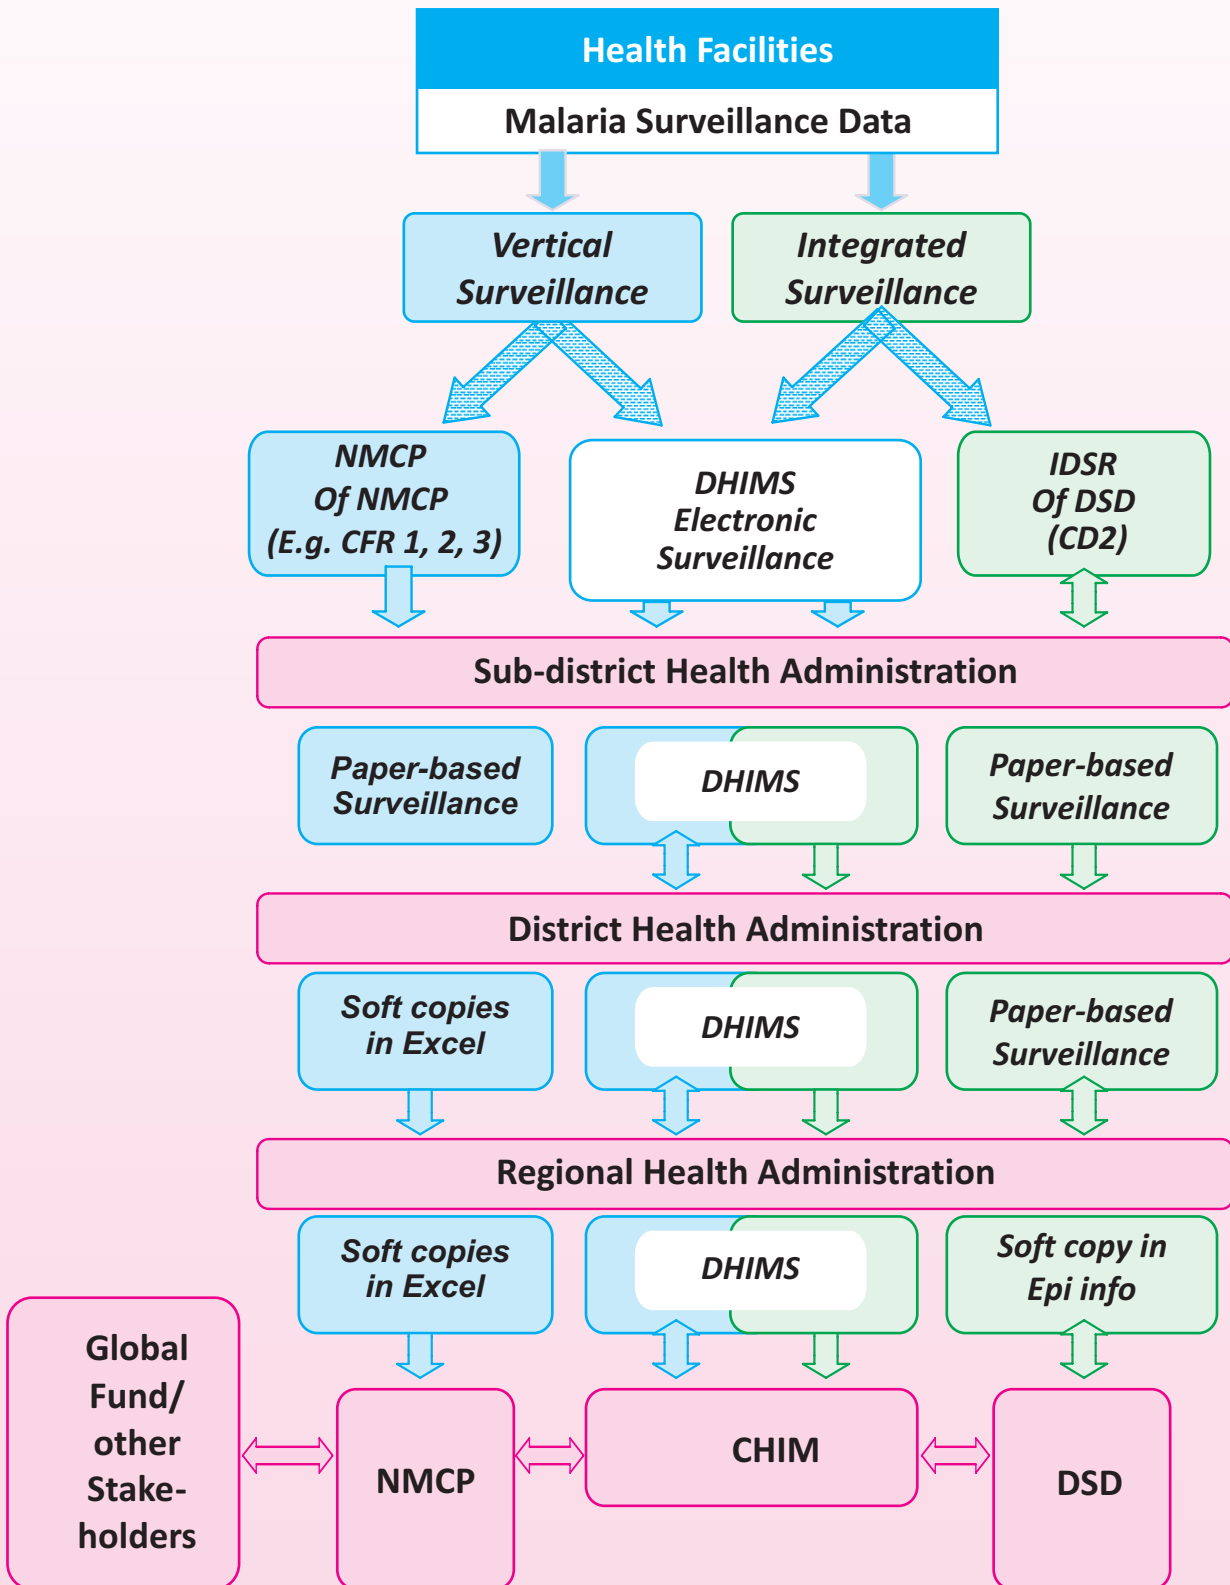 Health Facilities
Malaria Surveillance Data
Vertical
Surveillance
Integrated
Surveillance
NMCP
Of NMCP
(E.g. CFR 1, 2, 3)
DHIMS
Electronic
Surveillance
IDSR
Of DSD
(CD2)
Sub-district Health Administration
Paper-based
Surveillance
DHIMS
Paper-based
Surveillance
District Health Administration
Soft copies
in Excel
DHIMS
Paper-based
Surveillance
Regional Health Administration
Soft copies
in Excel
DHIMS
Soft copy in
Epi info
Global
Fund/
other
Stake-
holders
NMCP
CHIM
DSD